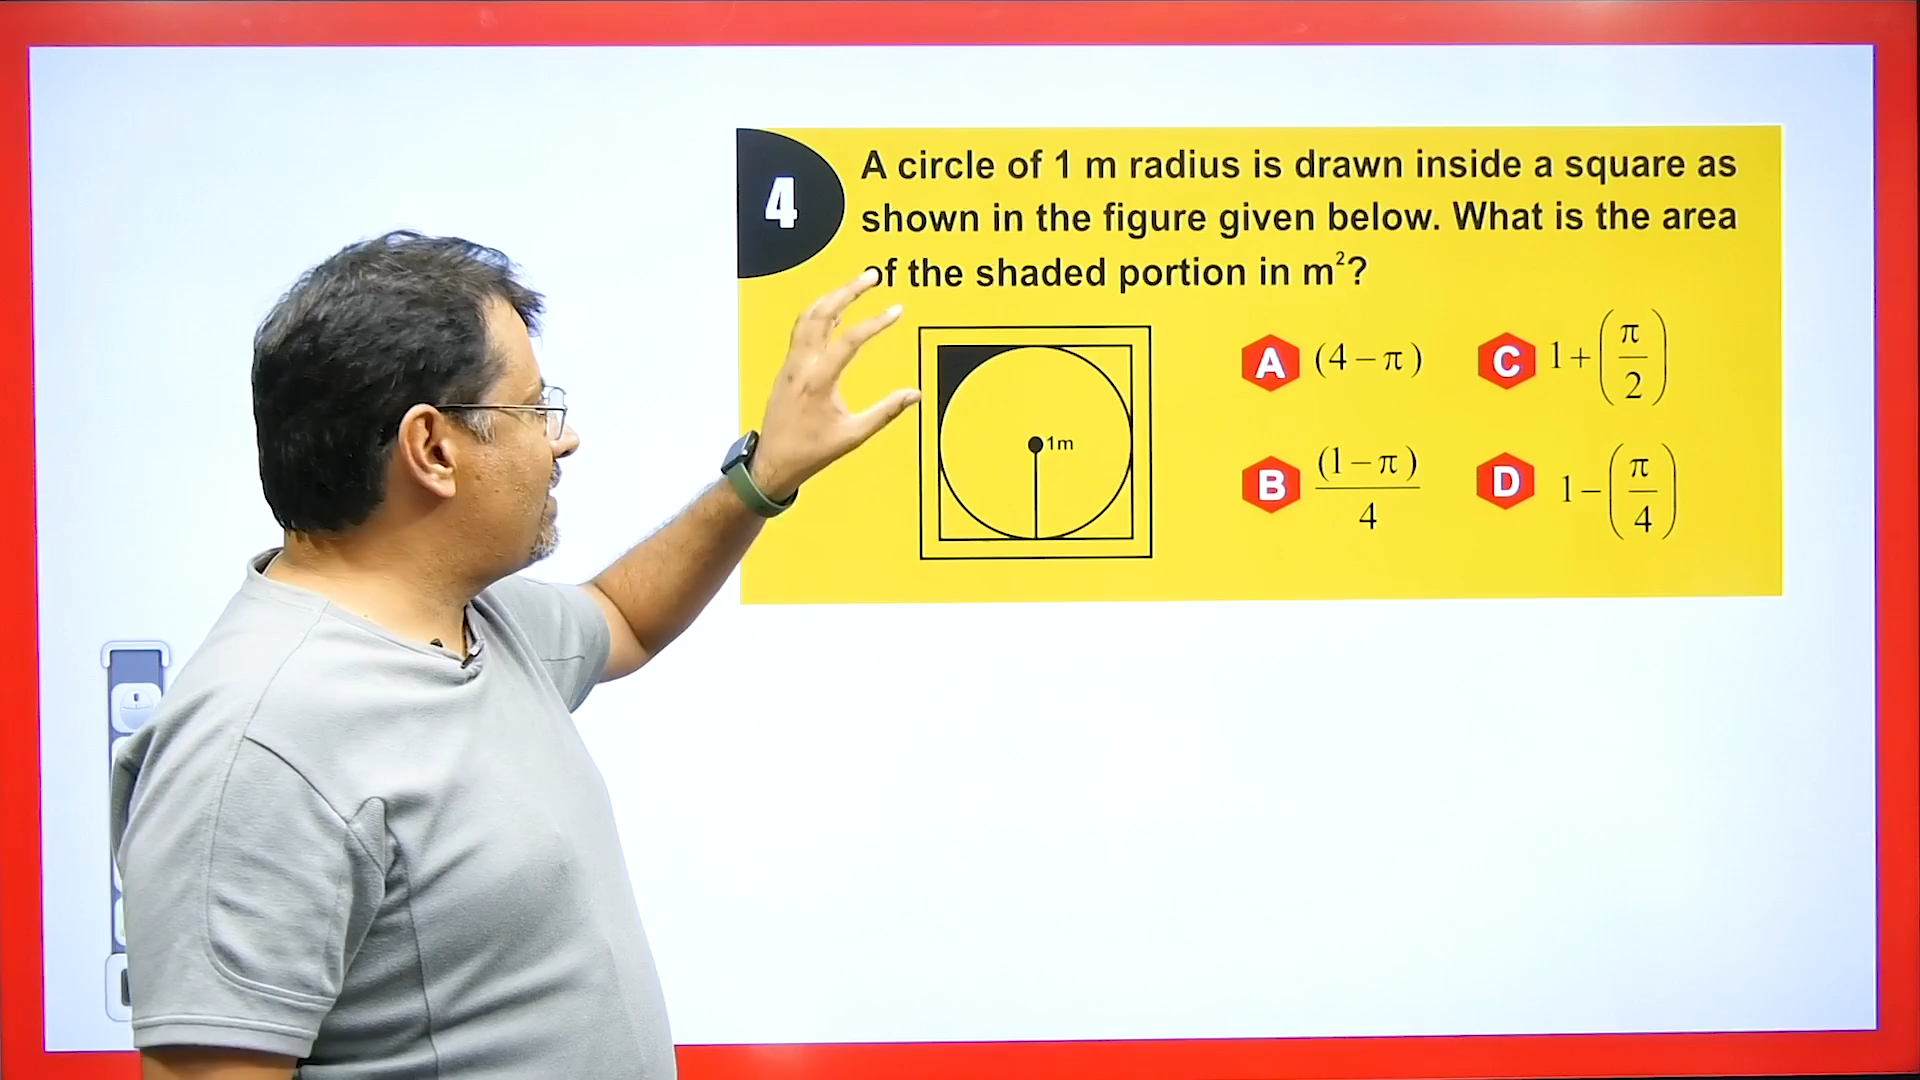 4
A circle of 1 m radius is drawn inside a square as
shown in the figure given below. What is the area
of the shaded portion in m²?
1m
A (4 – π)
C 1+(π/2)
B (1 – π)/4
D 1–(π/4)